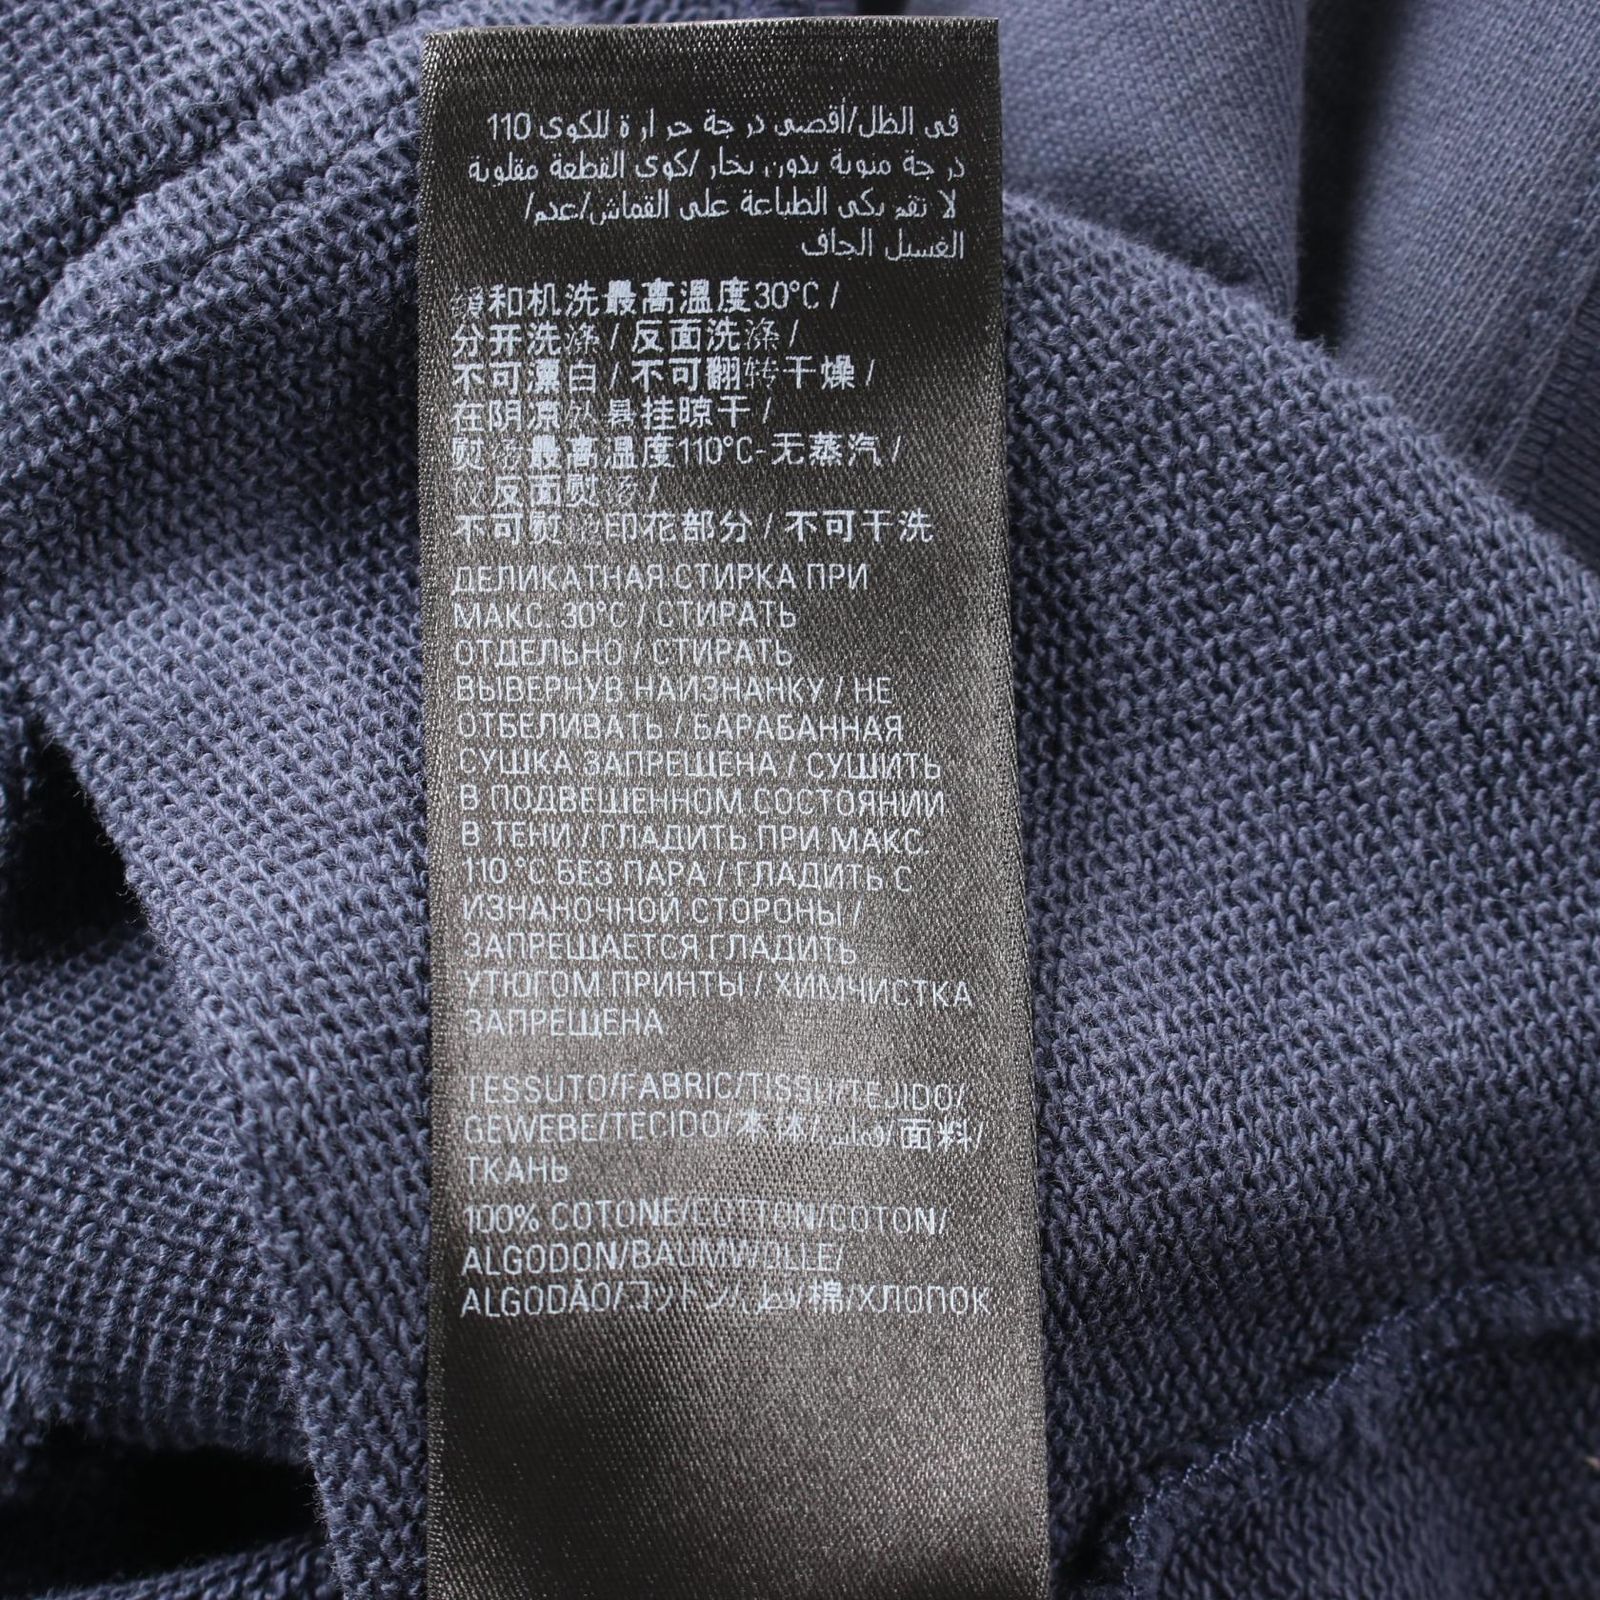 في الظل/أقصى درجة حرارة للكوى 110
درجة مئوية بدون بخار/كوى القطعة مقلوبة
/لا تقم بكى الطباعة على القماش/عدم
الغسيل الجاف
和机洗最高温度30°C /
分开洗涤 / 反面洗涤 /
不可漂白 / 不可翻转干燥 /
在阴凉处悬挂晾干 /
熨烫最高温度110°C-无蒸汽 /
反面熨烫 /
不可熨烫印花部分 / 不可干洗
ДЕЛИКАТНАЯ СТИРКА ПРИ
МАКС. 30°C / СТИРАТЬ
ОТДЕЛЬНО / СТИРАТЬ
ВЫВЕРНУВ НАИЗНАНКУ / НЕ
ОТБЕЛИВАТЬ / БАРАБАННАЯ
СУШКА ЗАПРЕЩЕНА / СУШИТЬ
В ПОДВЕШЕННОМ СОСТОЯНИИ
В ТЕНИ / ГЛАДИТЬ ПРИ МАКС.
110 °C БЕЗ ПАРА / ГЛАДИТЬ С
ИЗНАНОЧНОЙ СТОРОНЫ /
ЗАПРЕЩАЕТСЯ ГЛАДИТЬ
УТЮГОМ ПРИНТЫ / ХИМЧИСТКА
ЗАПРЕЩЕНА
TESSUTO/FABRIC/TISSU/TEJIDO/
GEWEBE/TECIDO/本体/قماش/面料/
ТКАНЬ
100% COTONE/COTTON/COTON/
ALGODON/BAUMWOLLE/
ALGODÃO/コットン/قطن/棉/ХЛОПОК